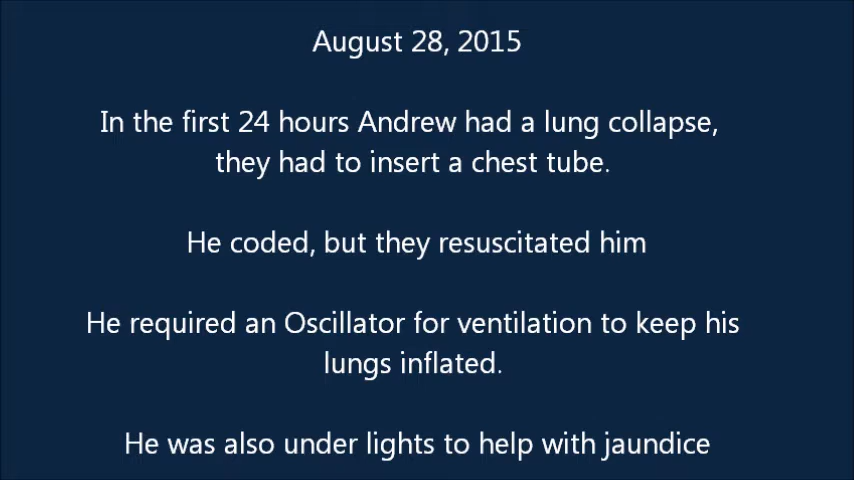 August 28, 2015
In the first 24 hours Andrew had a lung collapse,
they had to insert a chest tube.
He coded, but they resuscitated him
He required an Oscillator for ventilation to keep his
lungs inflated.
He was also under lights to help with jaundice